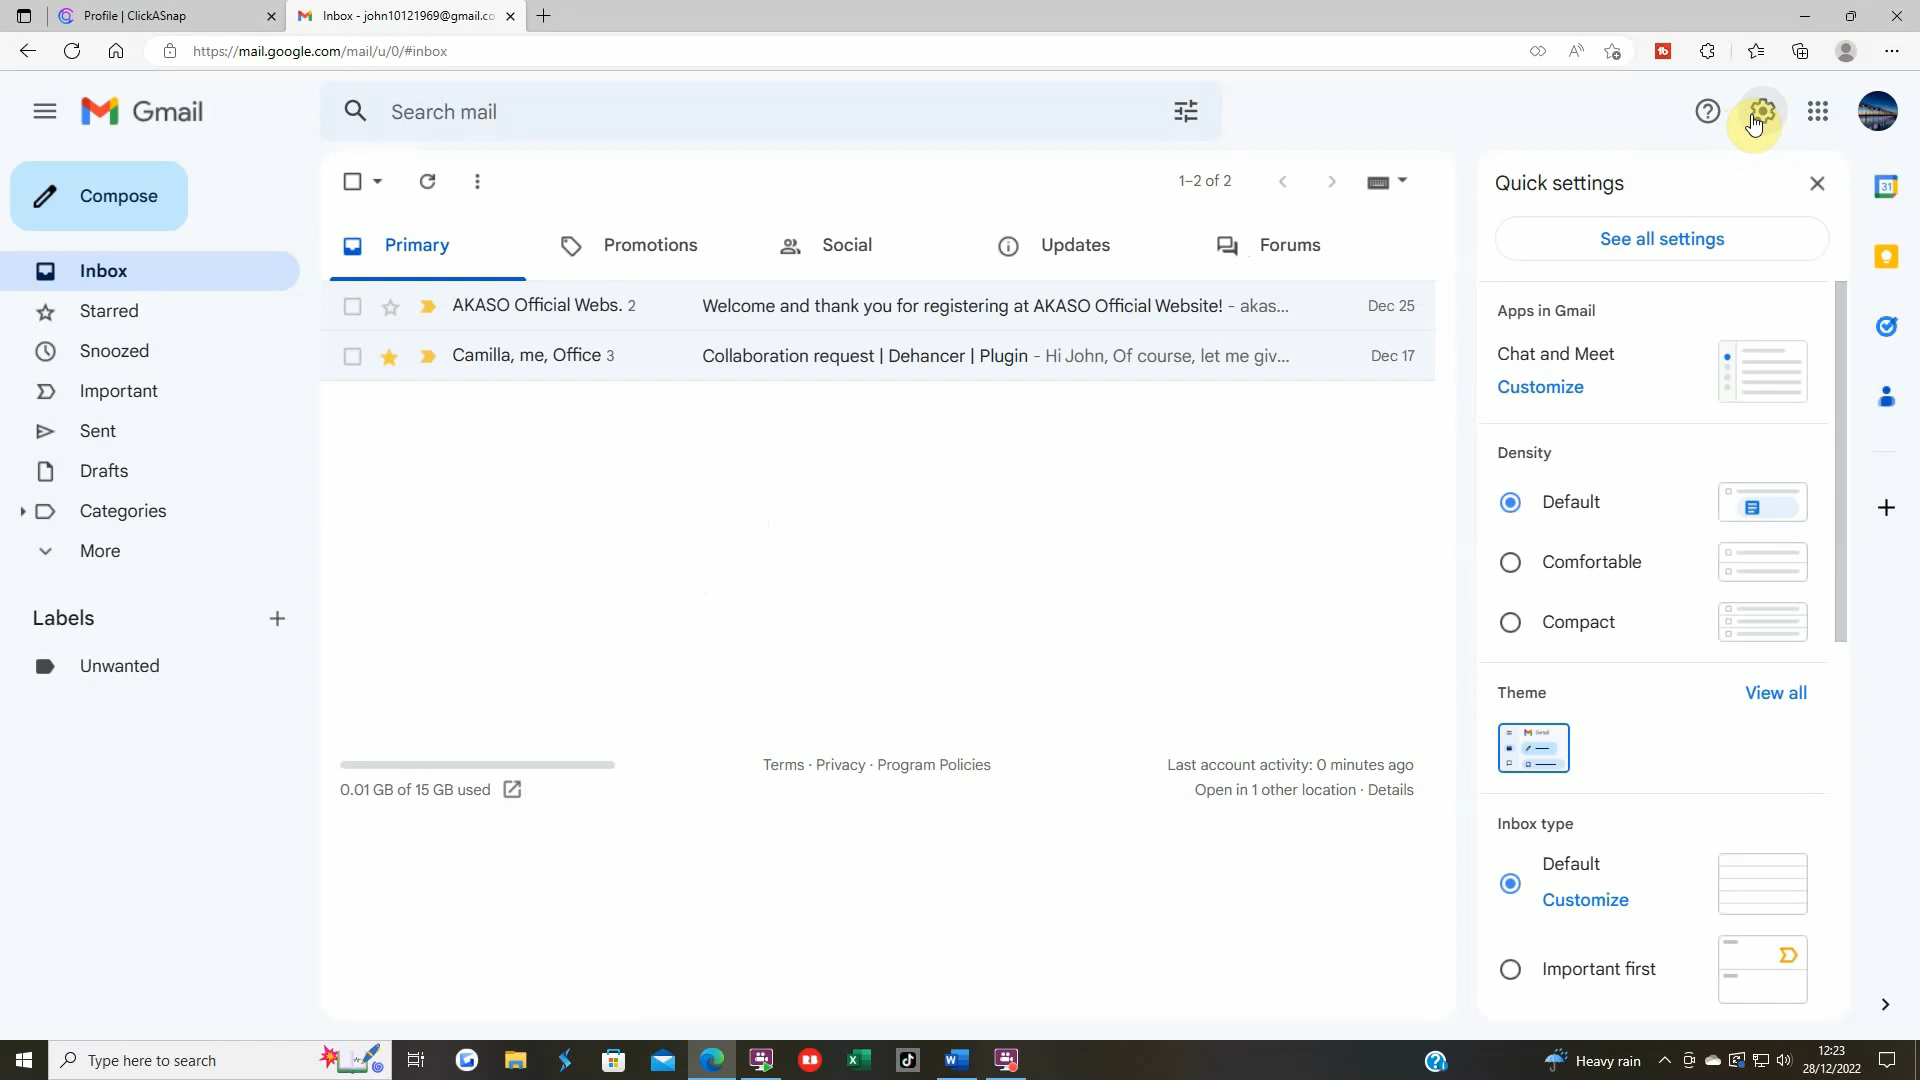 Profile | ClickASnap
Inbox - john10121969@gmail.co
https://mail.google.com/mail/u/0/#inbox
Gmail
Search mail
Compose
1–2 of 2
Quick settings
See all settings
Primary
Promotions
Social
Updates
Forums
Inbox
Starred
Snoozed
Important
Sent
Drafts
Categories
More
Labels
Unwanted
AKASO Official Webs. 2 Welcome and thank you for registering at AKASO Official Website! - akas... Dec 25
Camilla, me, Office 3 Collaboration request | Dehancer | Plugin - Hi John, Of course, let me giv... Dec 17
Apps in Gmail
Chat and Meet
Customize
Density
Default
Comfortable
Compact
Theme
View all
Gmail
Inbox type
Default
Customize
Important first
0.01 GB of 15 GB used
Terms · Privacy · Program Policies
Last account activity: 0 minutes ago
Open in 1 other location · Details
31
Type here to search
Heavy rain
12:23
28/12/2022